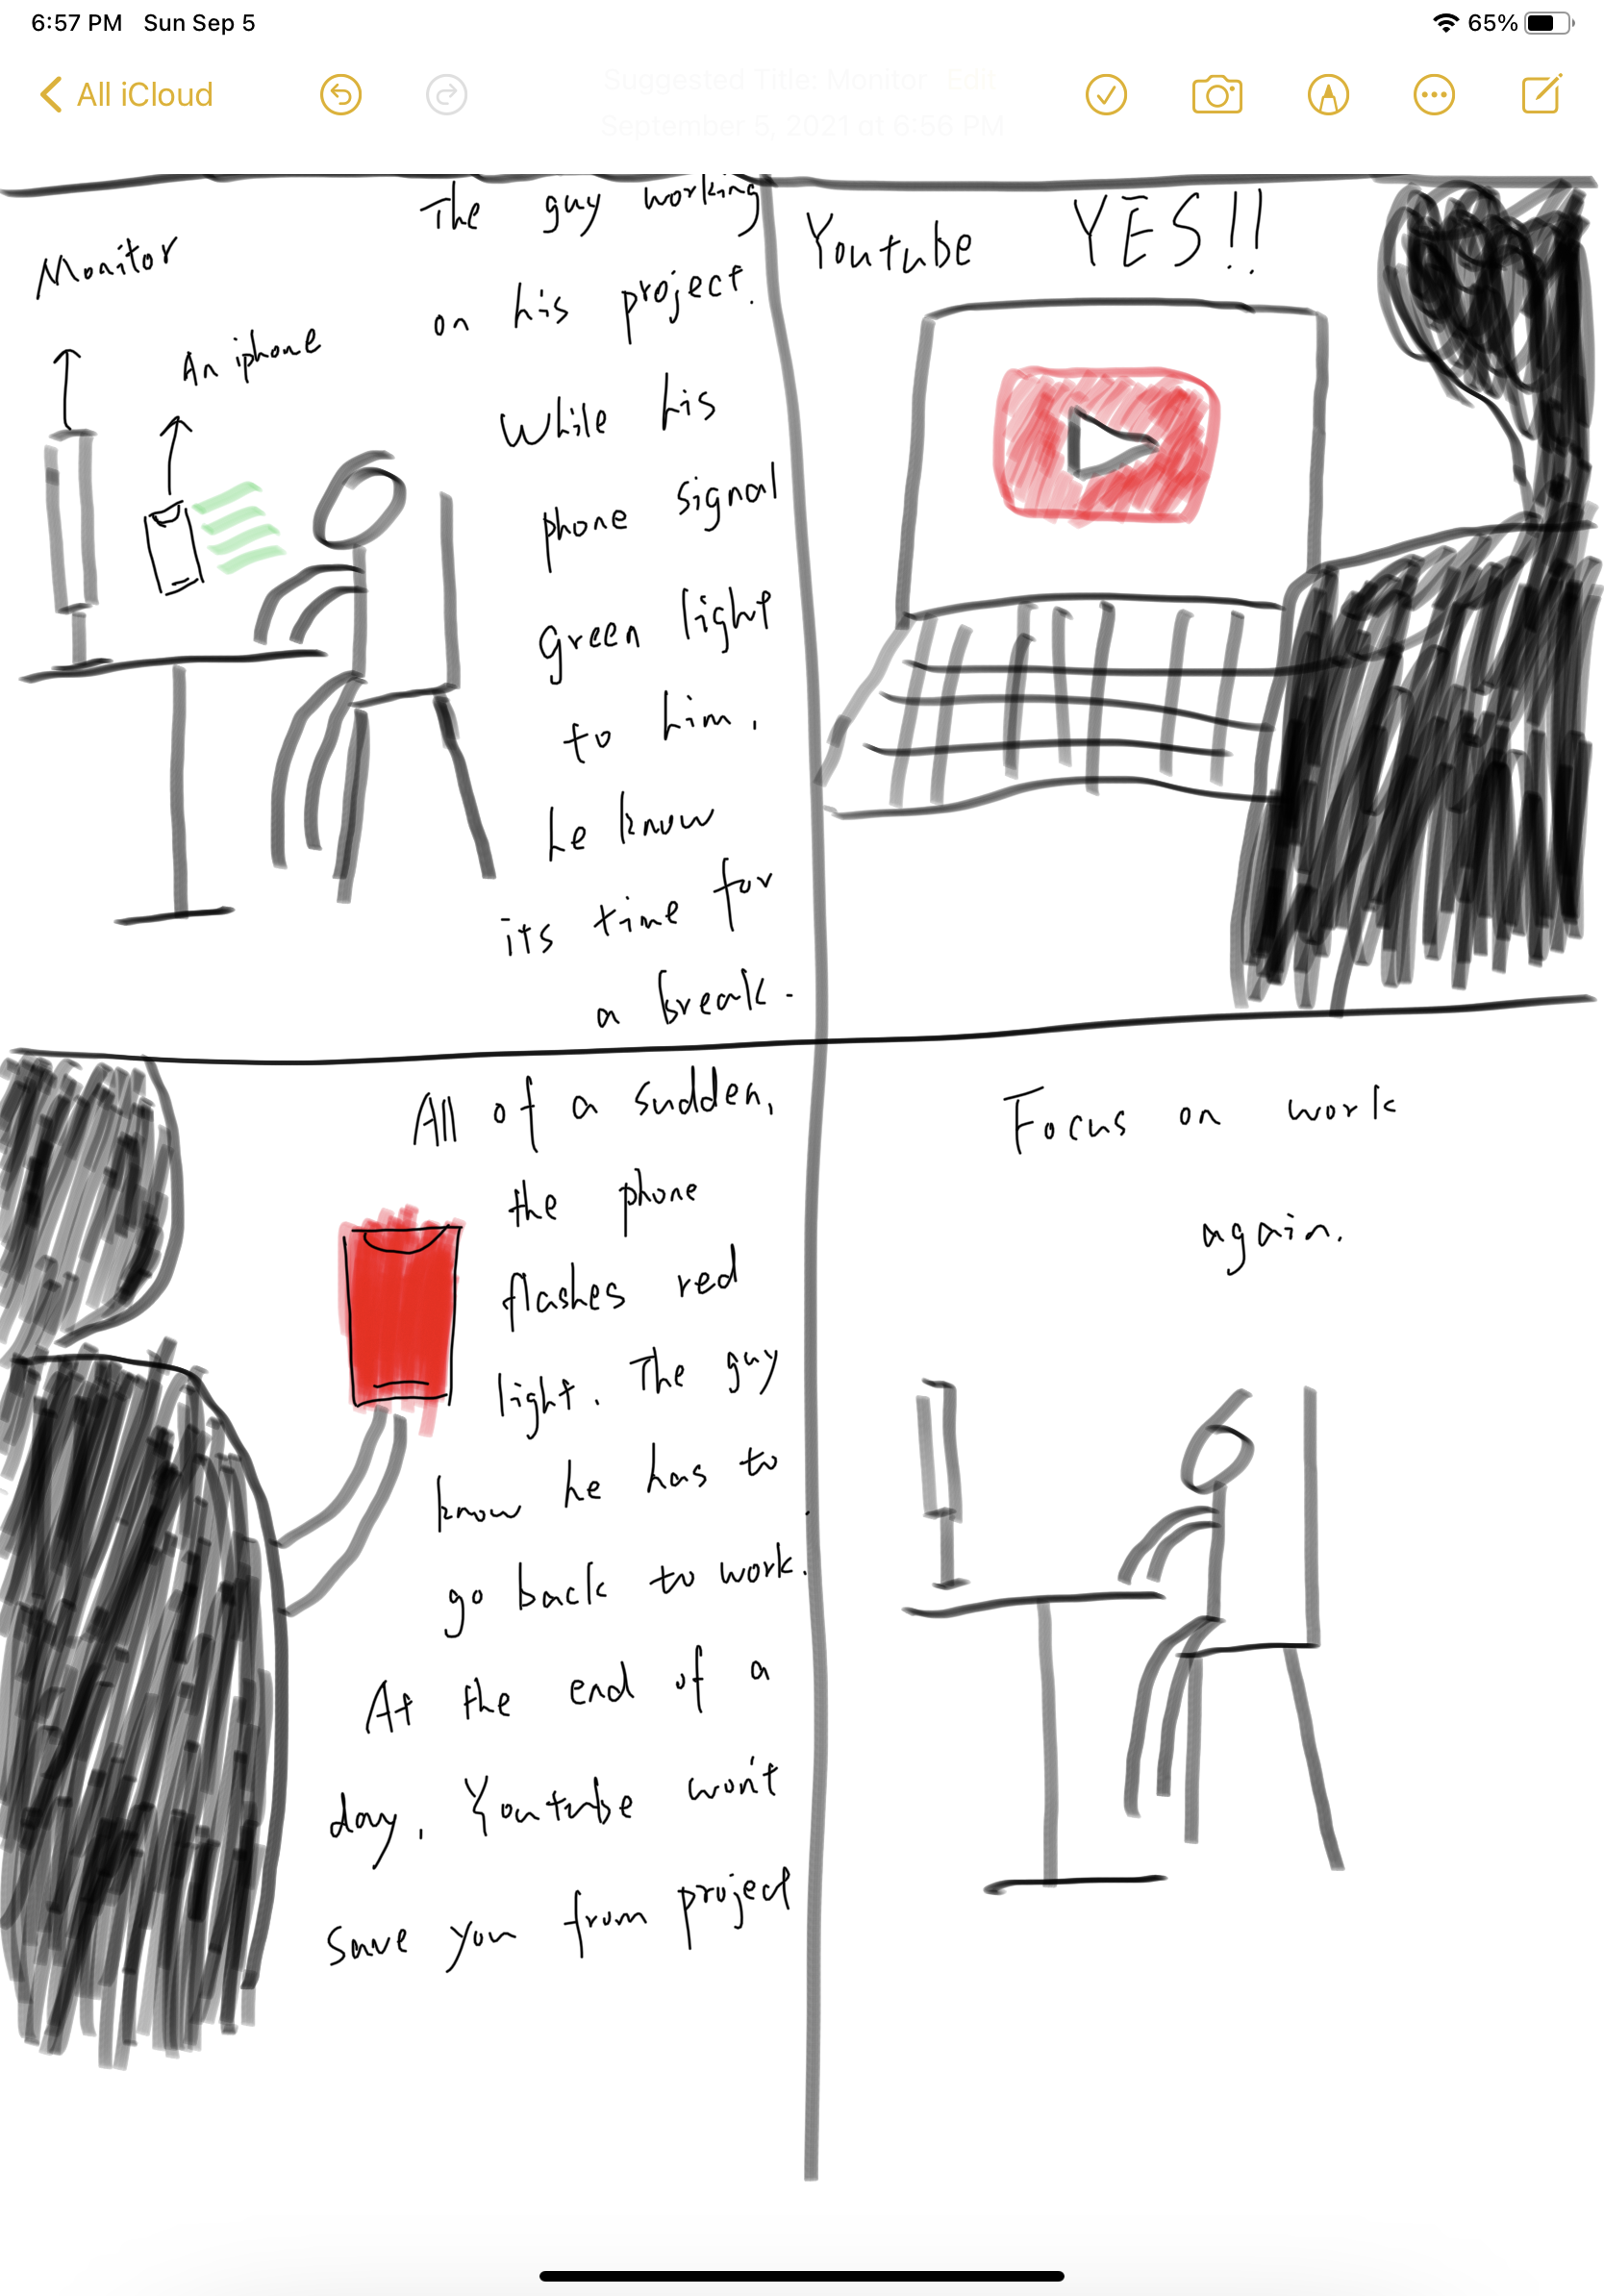 6:57 PM Sun Sep 5
65%
All iCloud
Suggested Title: Monitor Edit
September 5, 2021 at 6:56 PM
Monitor
An iphone
The guy working
on his project.
While his
phone signal
green light
to him.
he know
its time for
a break.
Youtube YES!!
All of a sudden,
the phone
flashes red
light. The guy
know he has to
go back to work.
At the end of a
day, Youtube won't
save you from project
Focus on work
again.